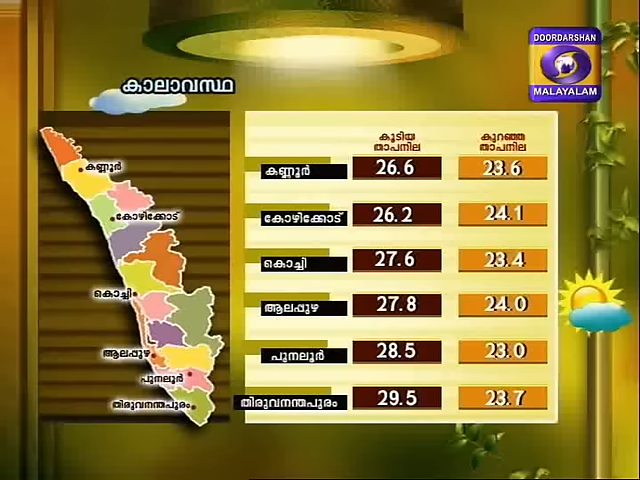 DOORDARSHAN
MALAYALAM
കാലാവസ്ഥ
കൂടിയ
താപനില
കുറഞ്ഞ
താപനില
കണ്ണൂർ 26.6 23.6
കോഴിക്കോട് 26.2 24.1
കൊച്ചി 27.6 23.4
ആലപ്പുഴ 27.8 24.0
പുനലൂർ 28.5 23.0
തിരുവനന്തപുരം 29.5 23.7
കണ്ണൂർ
കോഴിക്കോട്
കൊച്ചി
ആലപ്പുഴ
പുനലൂർ
തിരുവനന്തപുരം